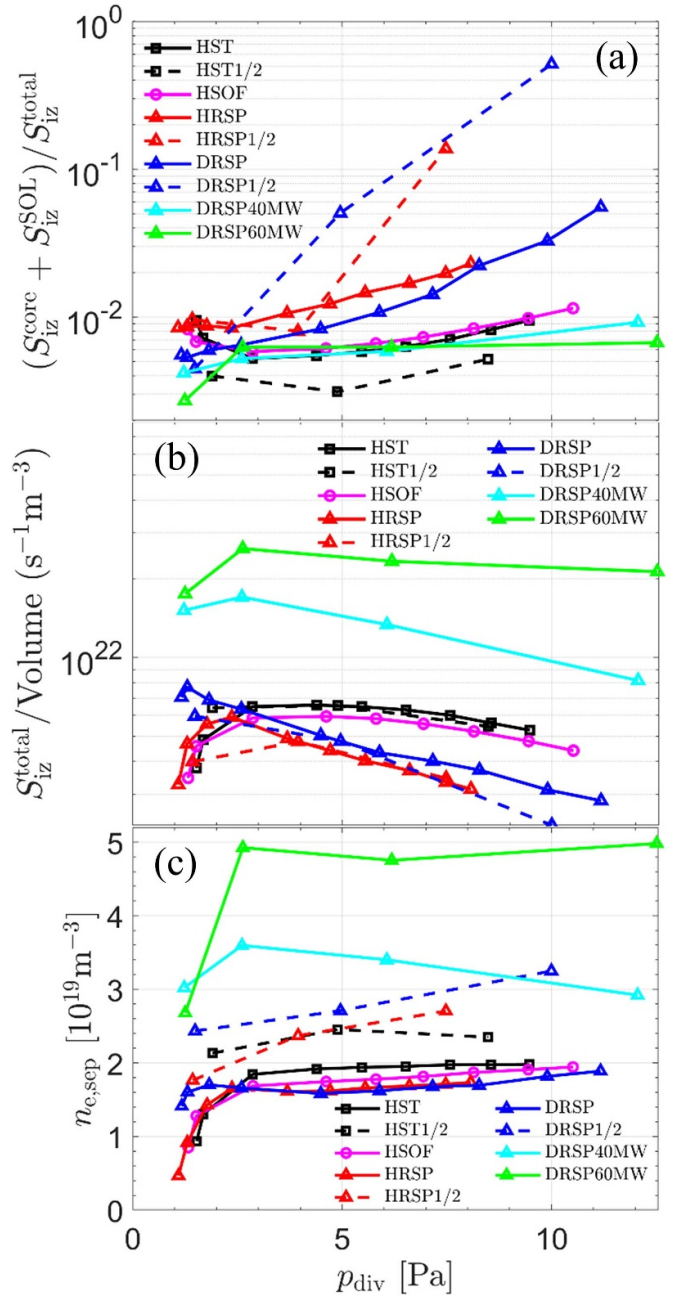 (a)
(S_iz^core + S_iz^SOL)/S_iz^total
10^0
10^-1
10^-2
HST
HST1/2
HSOF
HRSP
HRSP1/2
DRSP
DRSP1/2
DRSP40MW
DRSP60MW
(b)
S_iz^total/Volume (s^-1m^-3)
10^22
HST
HST1/2
HSOF
HRSP
HRSP1/2
DRSP
DRSP1/2
DRSP40MW
DRSP60MW
(c)
n_e,sep [10^19m^-3]
5
4
3
2
1
0
HST
HST1/2
HSOF
HRSP
HRSP1/2
DRSP
DRSP1/2
DRSP40MW
DRSP60MW
0 5 10
p_div [Pa]